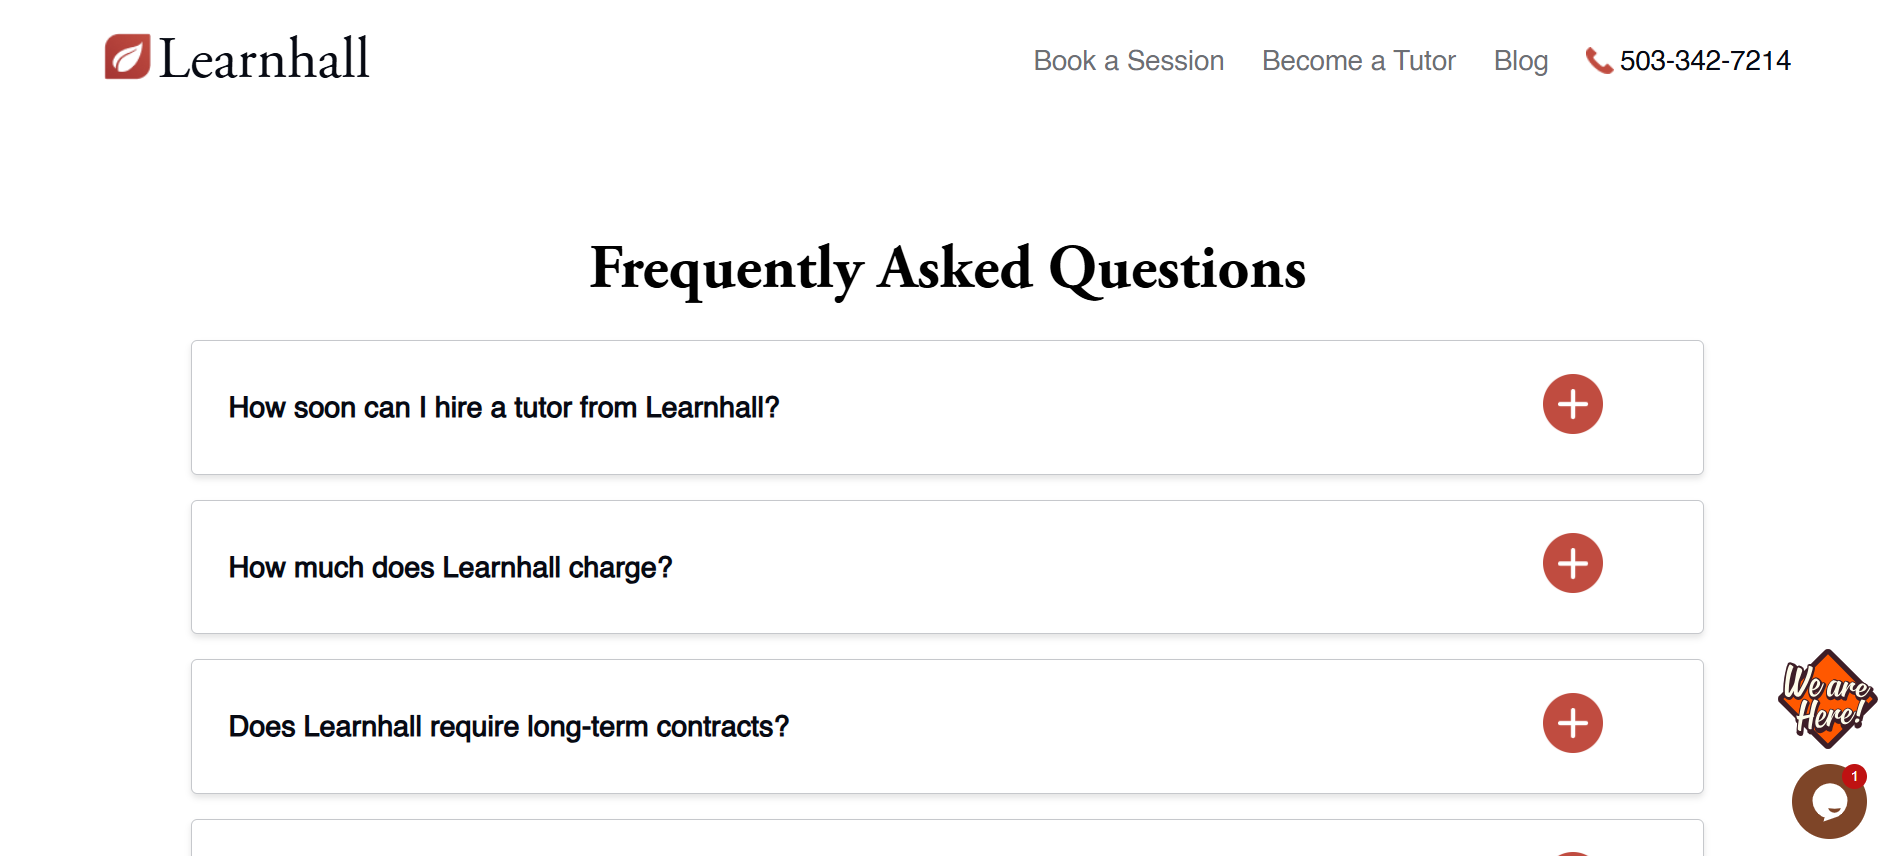 Learnhall
Book a Session
Become a Tutor
Blog
503-342-7214
Frequently Asked Questions
How soon can I hire a tutor from Learnhall?
How much does Learnhall charge?
Does Learnhall require long-term contracts?
We are
Here!
1